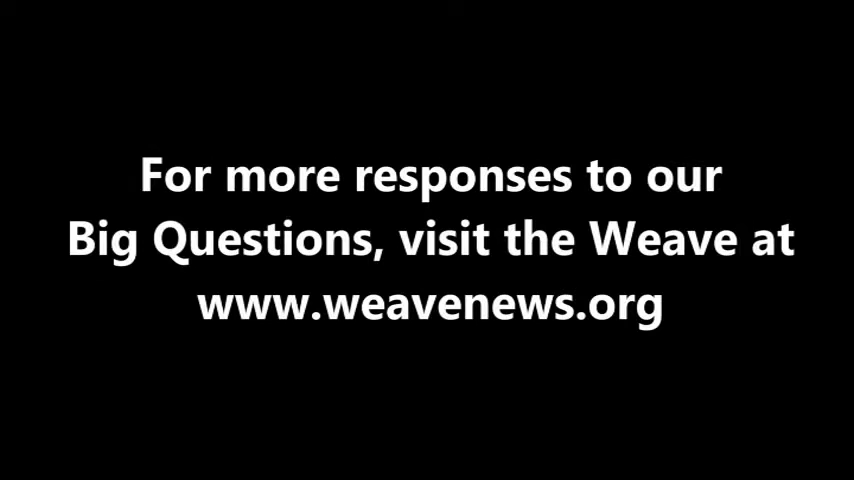 For more responses to our
Big Questions, visit the Weave at
www.weavenews.org